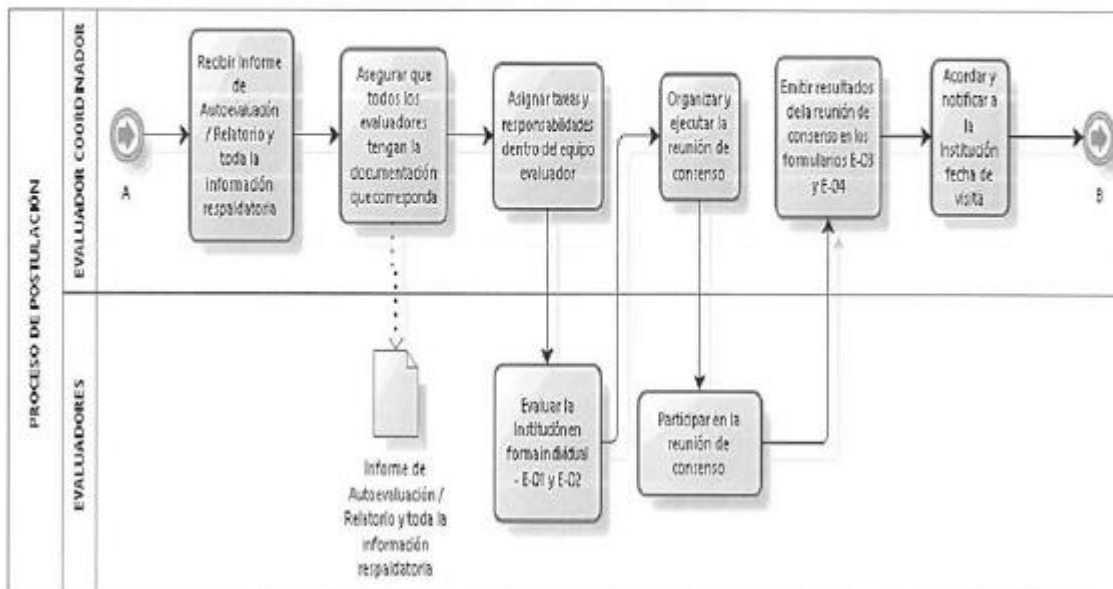 PROCESO DE POSTULACIÓN
EVALUADOR COORDINADOR
A
Recibir Informe
de
Autoevaluación
/ Relatorio y
toda la
información
respaldatoria
Asegurar que
todos los
evaluadores
tengan la
documentación
que corresponda
Asignar tareas y
responsabilidades
dentro del equipo
evaluador
Organizar y
ejecutar la
reunión de
consenso
Emitir resultados
de la reunión de
consenso en los
formularios E-03
y E-04
Acordar y
notificar a
la
Institución
fecha de
visita
B
EVALUADORES
Informe de
Autoevaluación /
Relatorio y toda la
información
respaldatoria
Evaluar la
Institución en
forma individual
- E-01 y E-02
Participar en la
reunión de
consenso